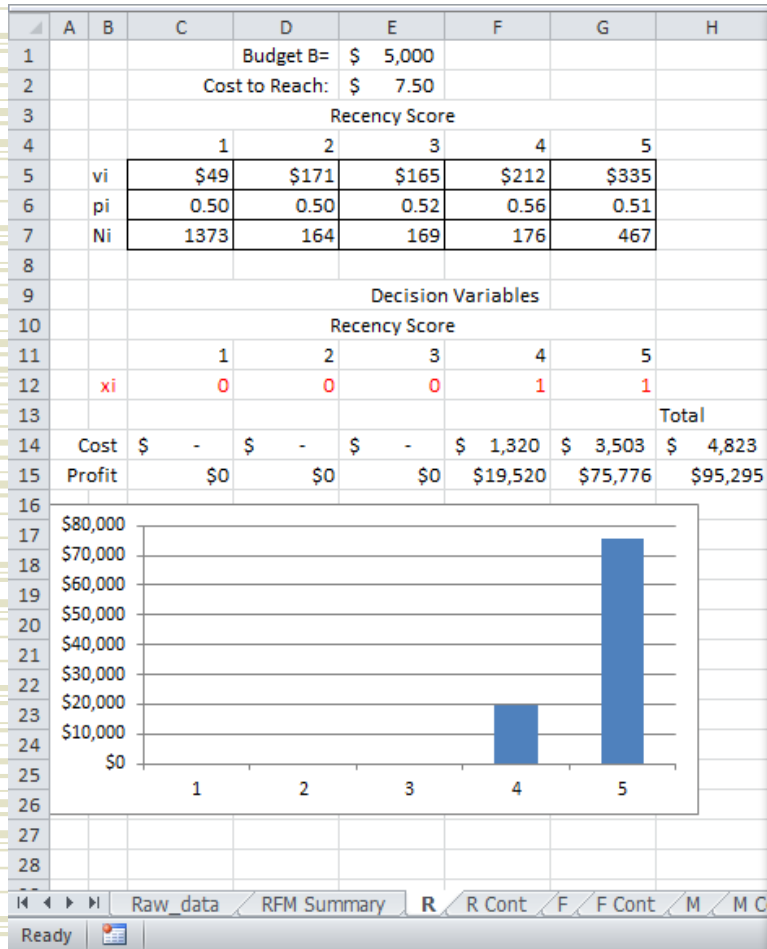 A B C D E F G H
1 Budget B= $ 5,000
2 Cost to Reach: $ 7.50
3 Recency Score
4 1 2 3 4 5
5 vi $49 $171 $165 $212 $335
6 pi 0.50 0.50 0.52 0.56 0.51
7 Ni 1373 164 169 176 467
8
9 Decision Variables
10 Recency Score
11 1 2 3 4 5
12 xi 0 0 0 1 1
13 Total
14 Cost $ - $ - $ - $ 1,320 $ 3,503 $ 4,823
15 Profit $0 $0 $0 $19,520 $75,776 $95,295
16
17 $80,000
18 $70,000
19 $60,000
20 $50,000
21 $40,000
22 $30,000
23 $20,000
24 $10,000
25 $0
26 1 2 3 4 5
27
28
Raw_data RFM Summary R R Cont F F Cont M M C
Ready